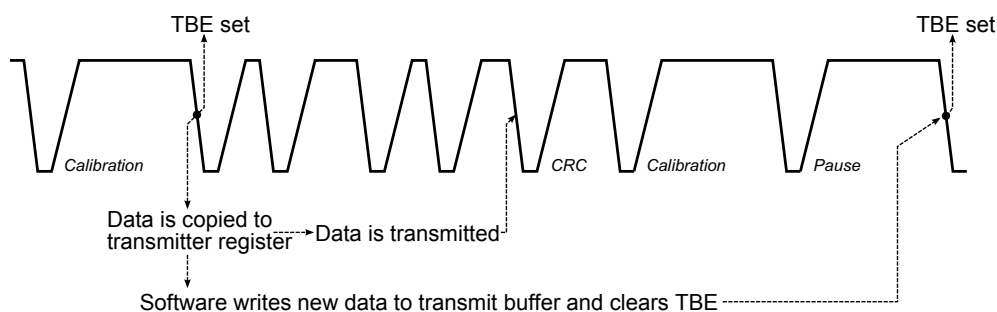 TBE set
TBE set
Calibration
CRC
Calibration
Pause
Data is copied to
transmitter register
Data is transmitted
Software writes new data to transmit buffer and clears TBE